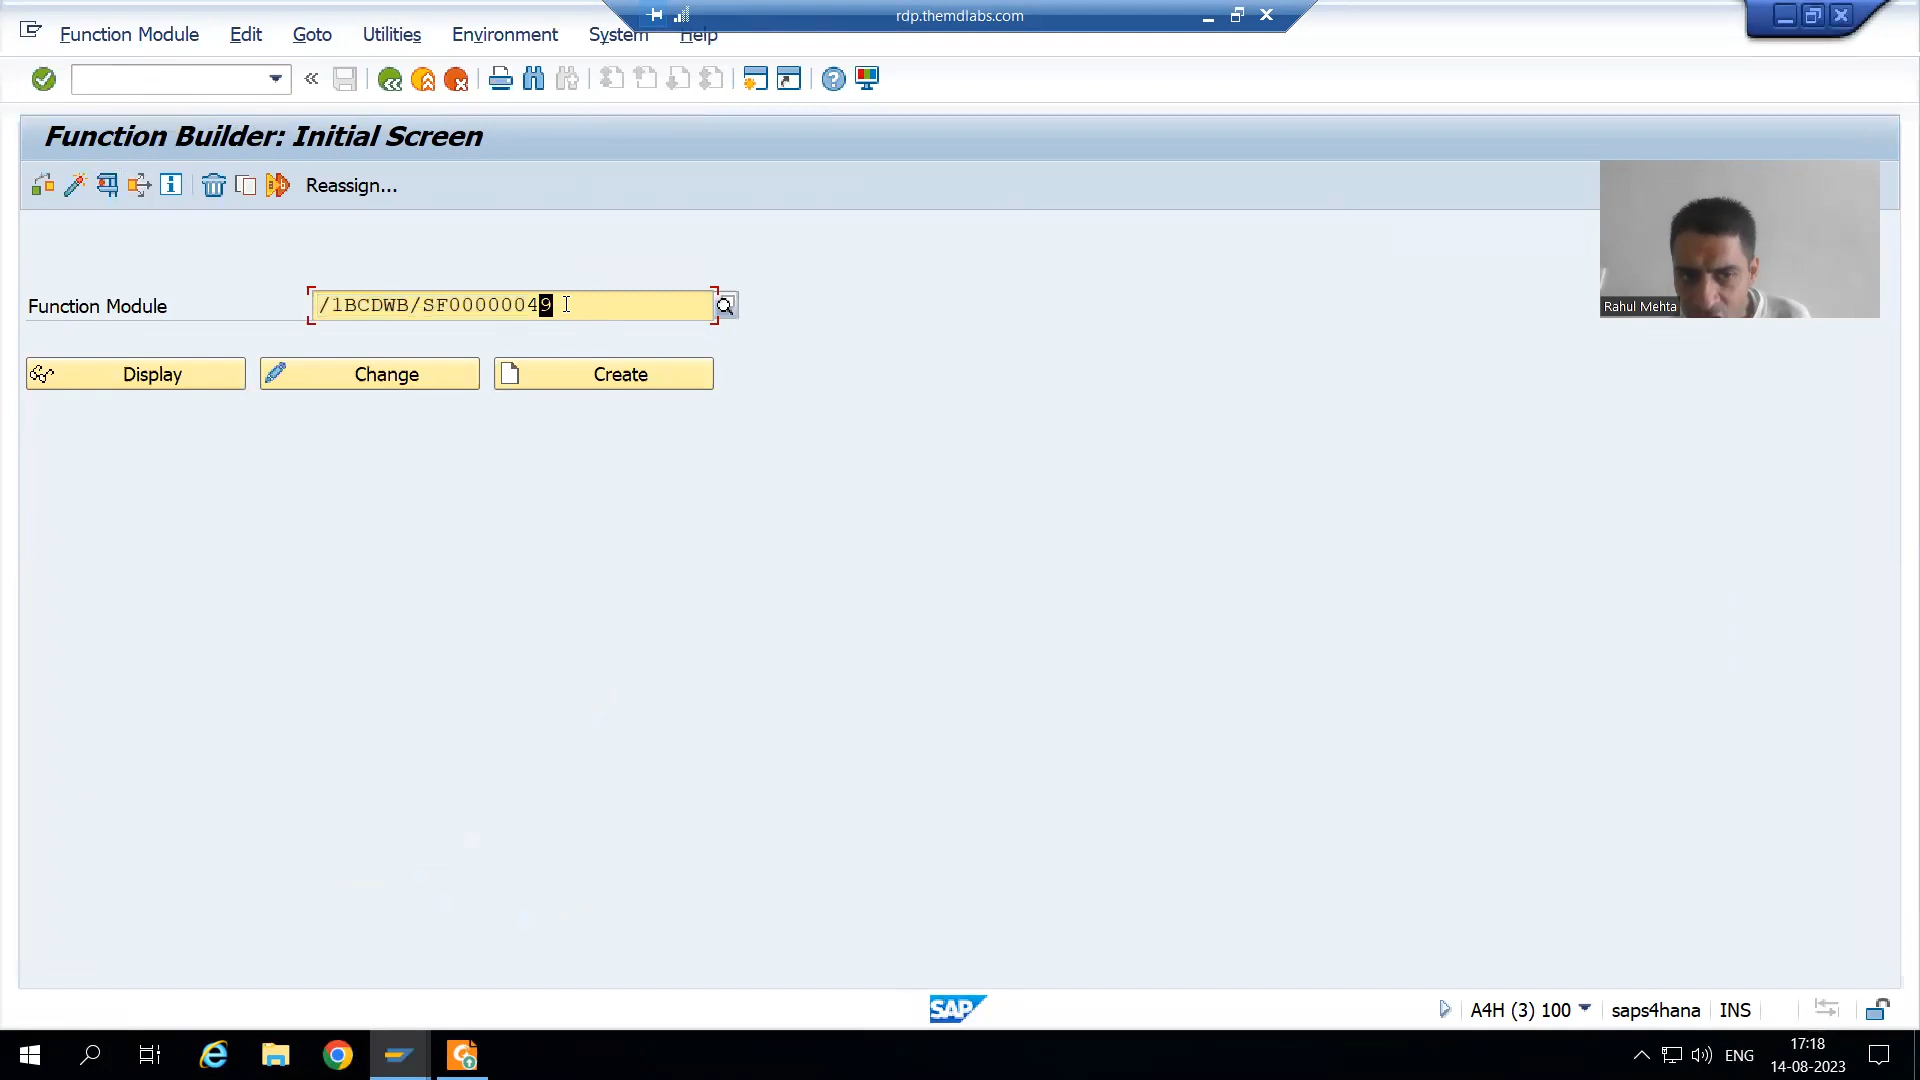 rdp.themdlabs.com
Function Module Edit Goto Utilities Environment System Help
Function Builder: Initial Screen
Reassign...
Rahul Mehta
Function Module /1BCDWB/SF00000049
Display Change Create
SAP A4H (3) 100 saps4hana INS
17:18
ENG
14-08-2023